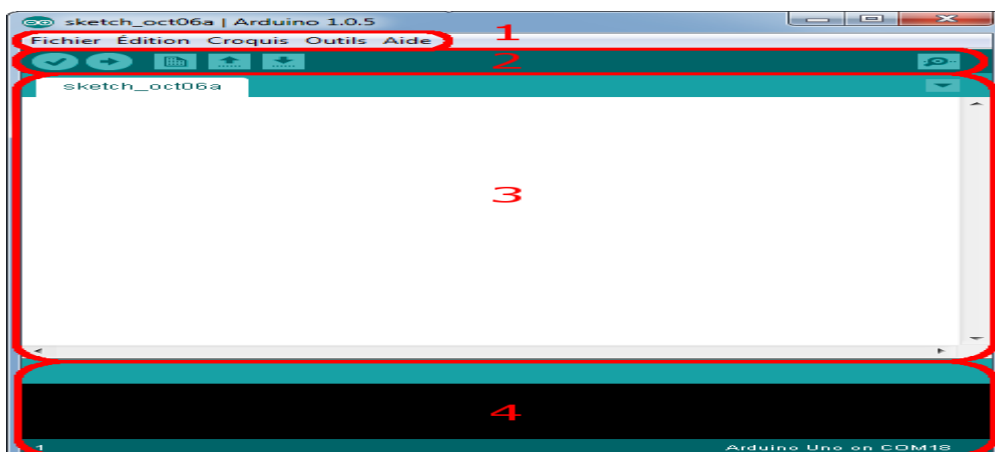 sketch_oct06a | Arduino 1.0.5
Fichier Édition Croquis Outils Aide
1
2
sketch_oct06a
3
4
1
Arduino Uno on COM18